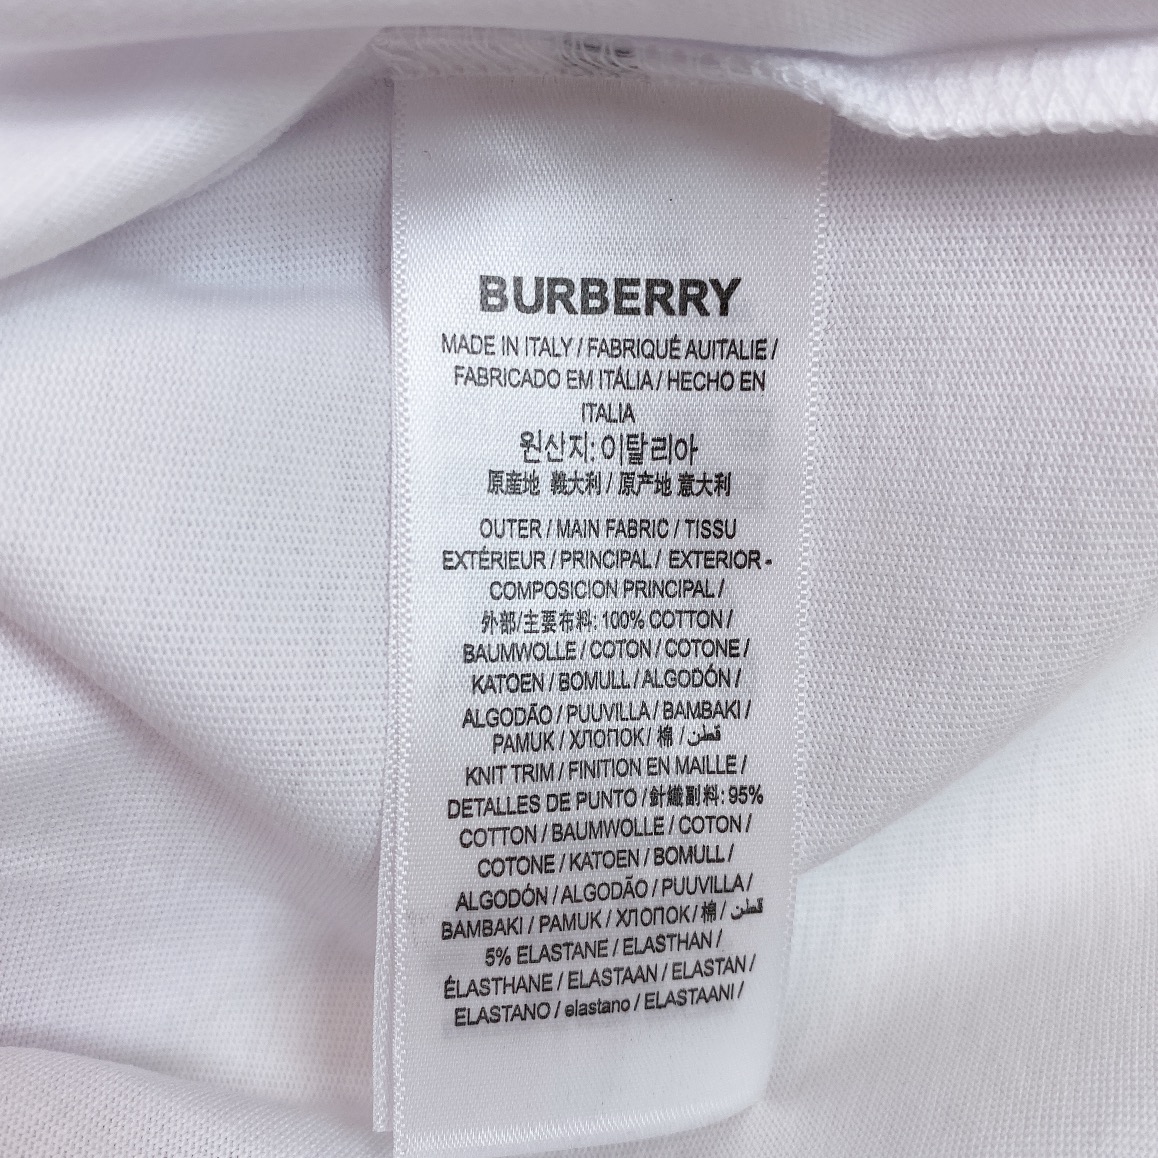 BURBERRY
MADE IN ITALY / FABRIQUÉ AUITALIE /
FABRICADO EM ITÁLIA / HECHO EN
ITALIA
원산지: 이탈리아
原産地 義大利 / 原产地 意大利
OUTER / MAIN FABRIC / TISSU
EXTÉRIEUR / PRINCIPAL / EXTERIOR -
COMPOSICION PRINCIPAL /
外部/主要布料: 100% COTTON /
BAUMWOLLE / COTON / COTONE /
KATOEN / BOMULL / ALGODÓN /
ALGODÃO / PUUVILLA / BAMBAKI /
PAMUK / ХЛОПОК / 棉 / قطن
KNIT TRIM / FINITION EN MAILLE /
DETALLES DE PUNTO / 針織副料: 95%
COTTON / BAUMWOLLE / COTON /
COTONE / KATOEN / BOMULL /
ALGODÓN / ALGODÃO / PUUVILLA /
BAMBAKI / PAMUK / ХЛОПОК / 棉 / قطن
5% ELASTANE / ELASTHAN /
ÉLASTHANE / ELASTAAN / ELASTAN /
ELASTANO / elastano / ELASTAANI /